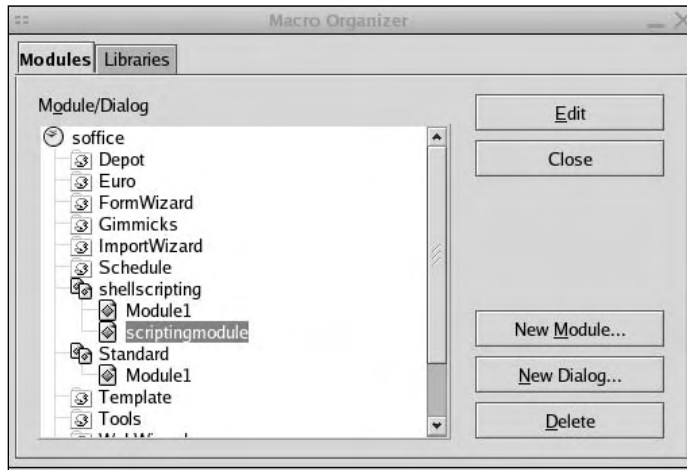 Macro Organizer
Modules Libraries
Module/Dialog
soffice
Depot
Euro
FormWizard
Gimmicks
ImportWizard
Schedule
shellscripting
Module1
scriptingmodule
Standard
Module1
Template
Tools
Edit
Close
New Module...
New Dialog...
Delete